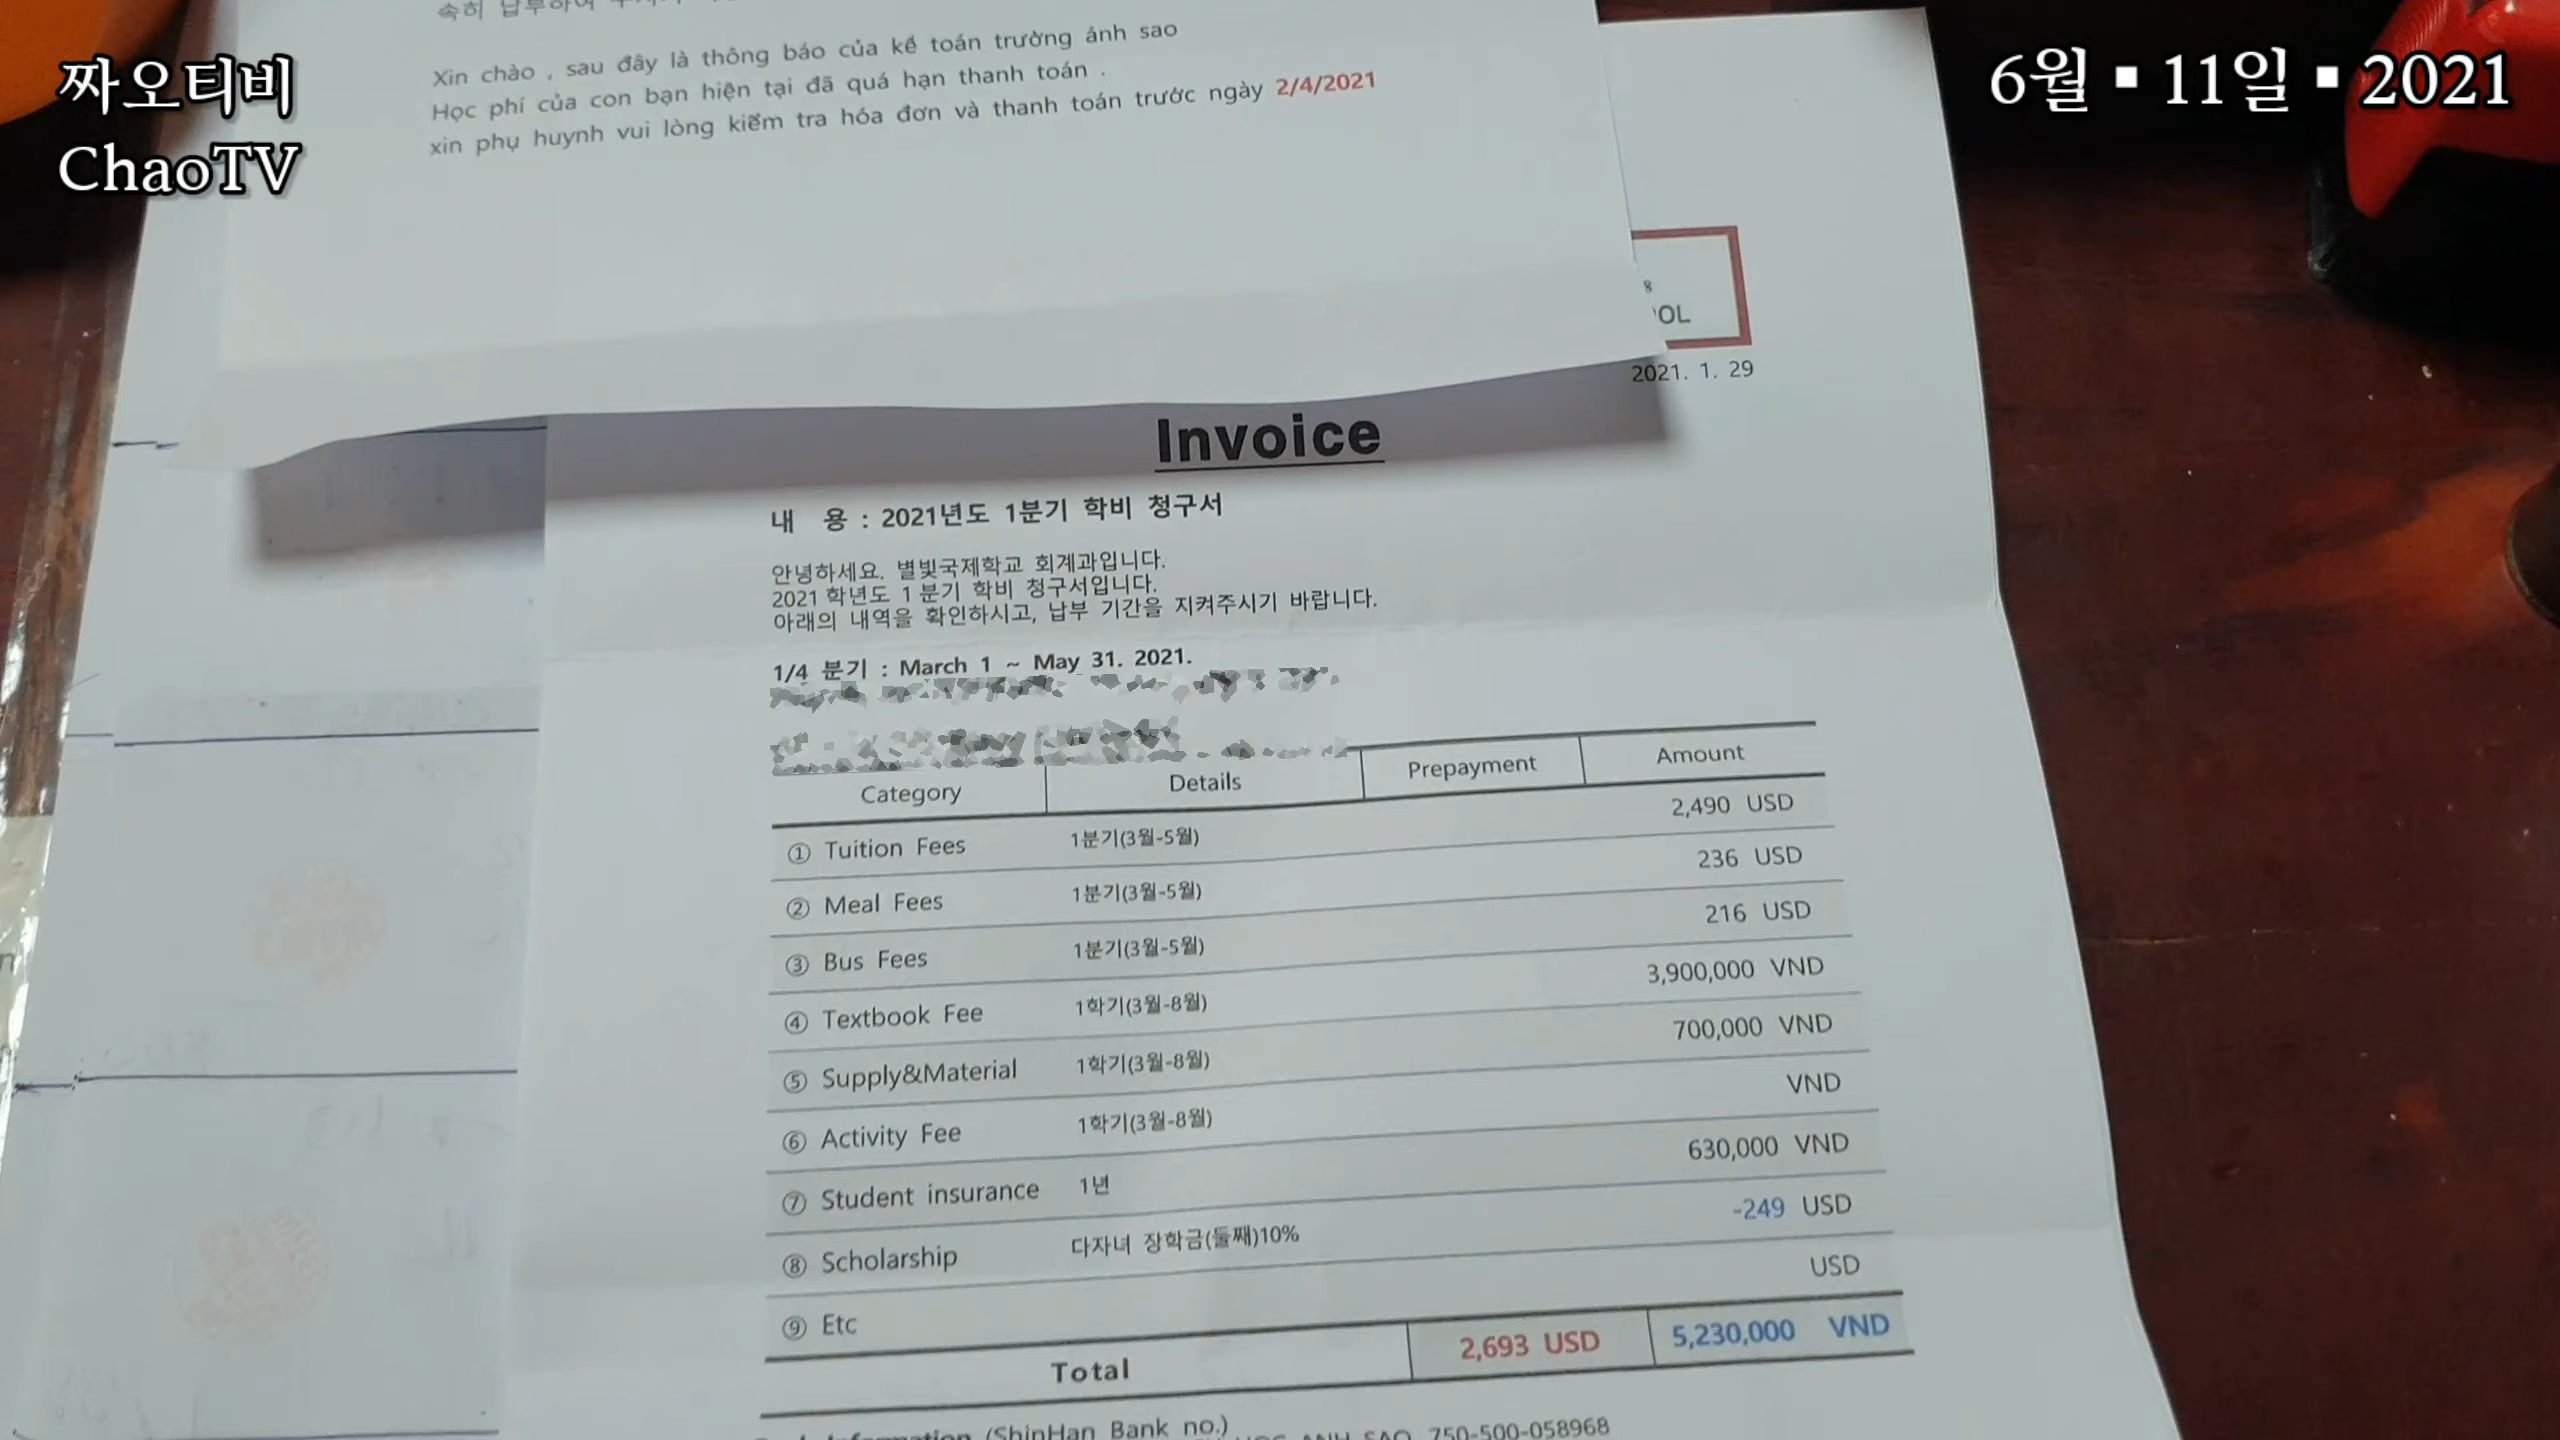 짜오티비
ChaoTV
6월 ▪ 11일 ▪ 2021
속히 납부하여
Xin chào , sau đây là thông báo của kế toán trường ánh sao
Học phí của con bạn hiện tại đã quá hạn thanh toán .
xin phụ huynh vui lòng kiểm tra hóa đơn và thanh toán trước ngày 2/4/2021
8
OL
2021. 1. 29
Invoice
내 용 : 2021년도 1분기 학비 청구서
안녕하세요. 별빛국제학교 회계과입니다.
2021 학년도 1 분기 학비 청구서입니다.
아래의 내역을 확인하시고, 납부 기간을 지켜주시기 바랍니다.
1/4 분기 : March 1 ~ May 31. 2021.
Category Details Prepayment Amount
① Tuition Fees 1분기(3월-5월) 2,490 USD
② Meal Fees 1분기(3월-5월) 236 USD
③ Bus Fees 1분기(3월-5월) 216 USD
④ Textbook Fee 1학기(3월-8월) 3,900,000 VND
⑤ Supply&Material 1학기(3월-8월) 700,000 VND
⑥ Activity Fee 1학기(3월-8월) VND
⑦ Student insurance 1년 630,000 VND
⑧ Scholarship 다자녀 장학금(둘째)10% -249 USD
⑨ Etc USD
Total 2,693 USD 5,230,000 VND
Information (ShinHan Bank no.)
ANH SAO 750-500-058968